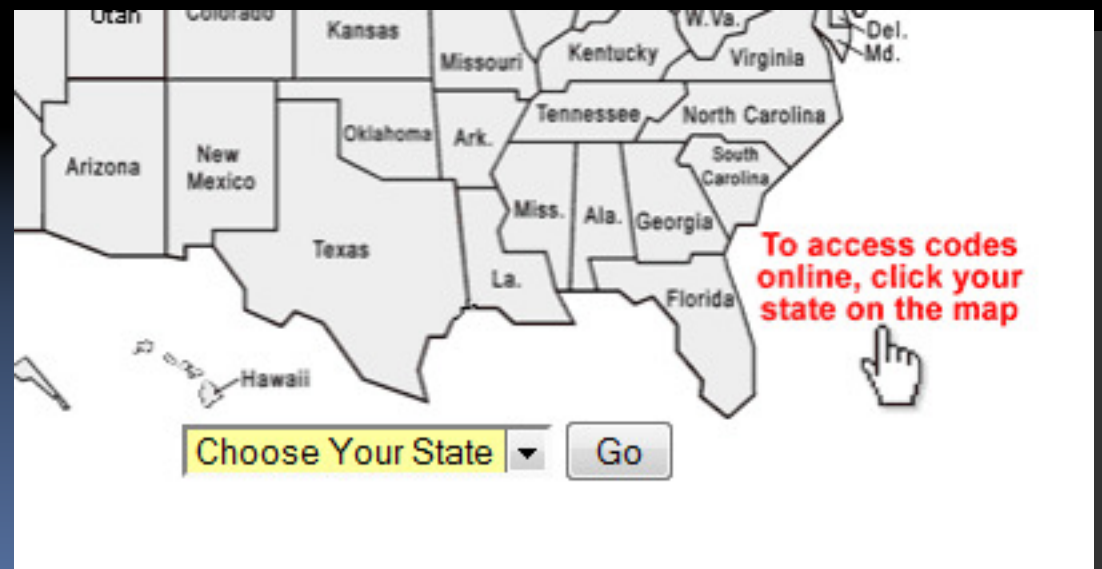 Utah
Colorado
Kansas
Missouri
Kentucky
W.Va.
Virginia
Del.
Md.
Arizona
New
Mexico
Oklahoma
Ark.
Tennessee
North Carolina
South
Carolina
Texas
La.
Miss.
Ala.
Georgia
Florida
Hawaii
To access codes
online, click your
state on the map
Choose Your State
Go